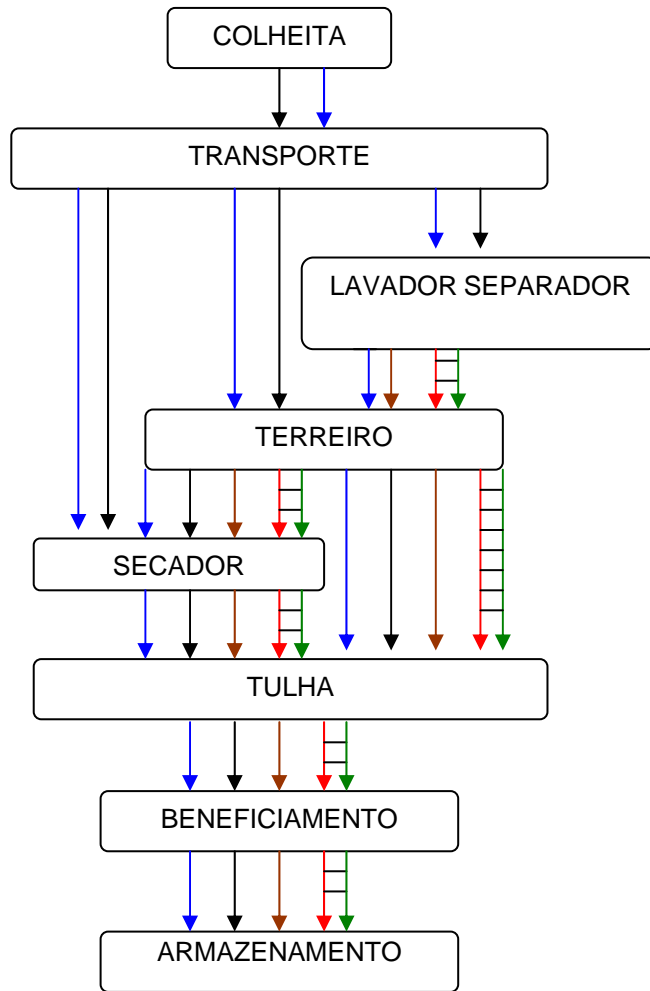 COLHEITA
TRANSPORTE
LAVADOR SEPARADOR
TERREIRO
SECADOR
TULHA
BENEFICIAMENTO
ARMAZENAMENTO